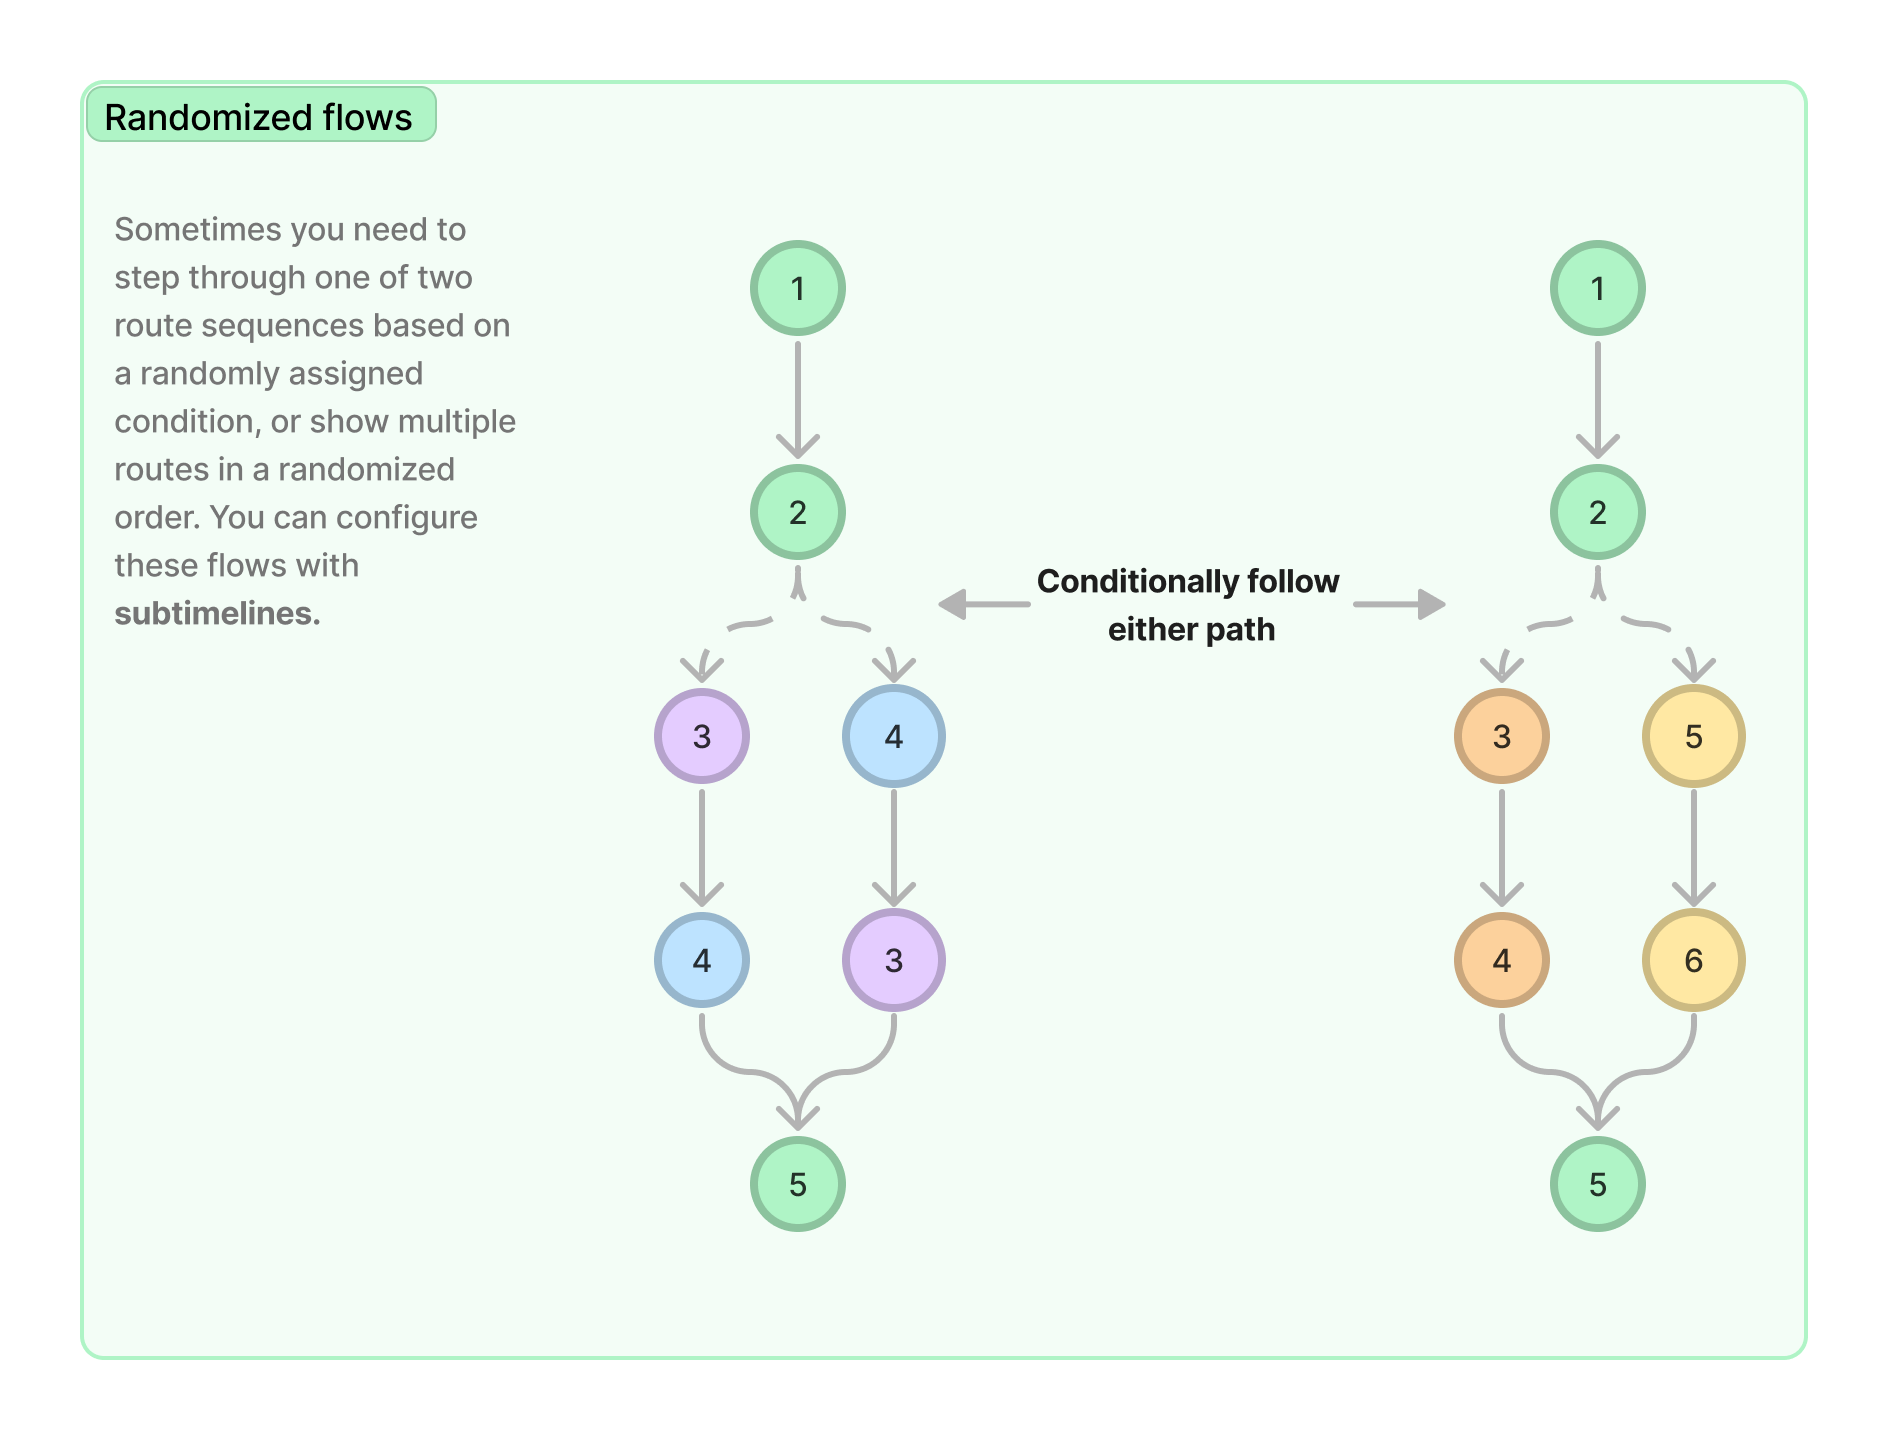 Randomized flows
Sometimes you need to
step through one of two
route sequences based on
a randomly assigned
condition, or show multiple
routes in a randomized
order. You can configure
these flows with
subtimelines.
1
2
3
4
4
3
5
Conditionally follow
either path
1
2
3
5
4
6
5